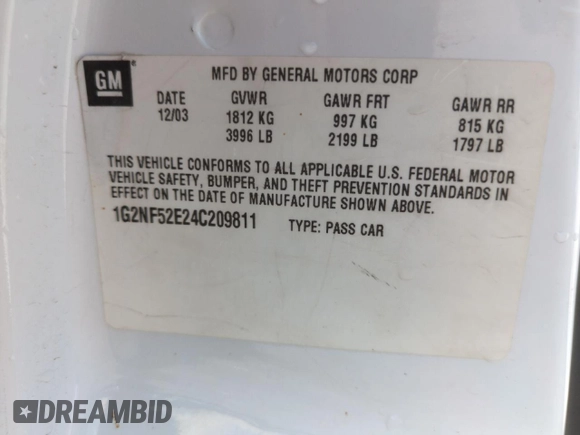 GM ®
MFD BY GENERAL MOTORS CORP
DATE GVWR GAWR FRT GAWR RR
12/03 1812 KG 997 KG 815 KG
3996 LB 2199 LB 1797 LB
THIS VEHICLE CONFORMS TO ALL APPLICABLE U.S. FEDERAL MOTOR
VEHICLE SAFETY, BUMPER, AND THEFT PREVENTION STANDARDS IN
EFFECT ON THE DATE OF MANUFACTURE SHOWN ABOVE.
1G2NF52E24C209811 TYPE: PASS CAR
DREAMBID